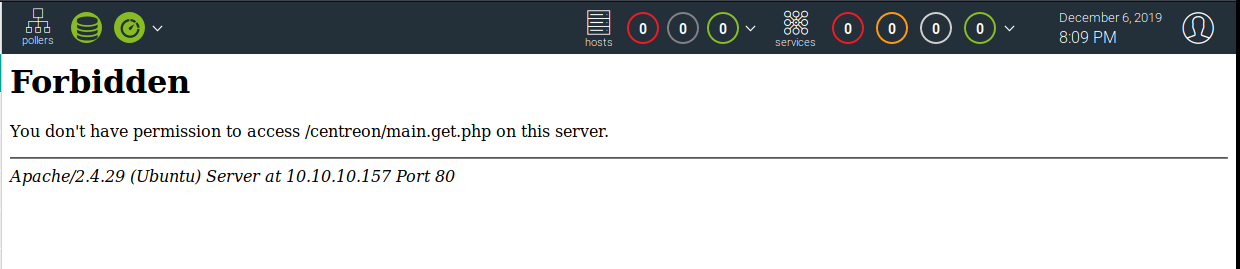 pollers
hosts 0 0 0
services 0 0 0 0
December 6, 2019
8:09 PM
Forbidden
You don't have permission to access /centreon/main.get.php on this server.
Apache/2.4.29 (Ubuntu) Server at 10.10.10.157 Port 80